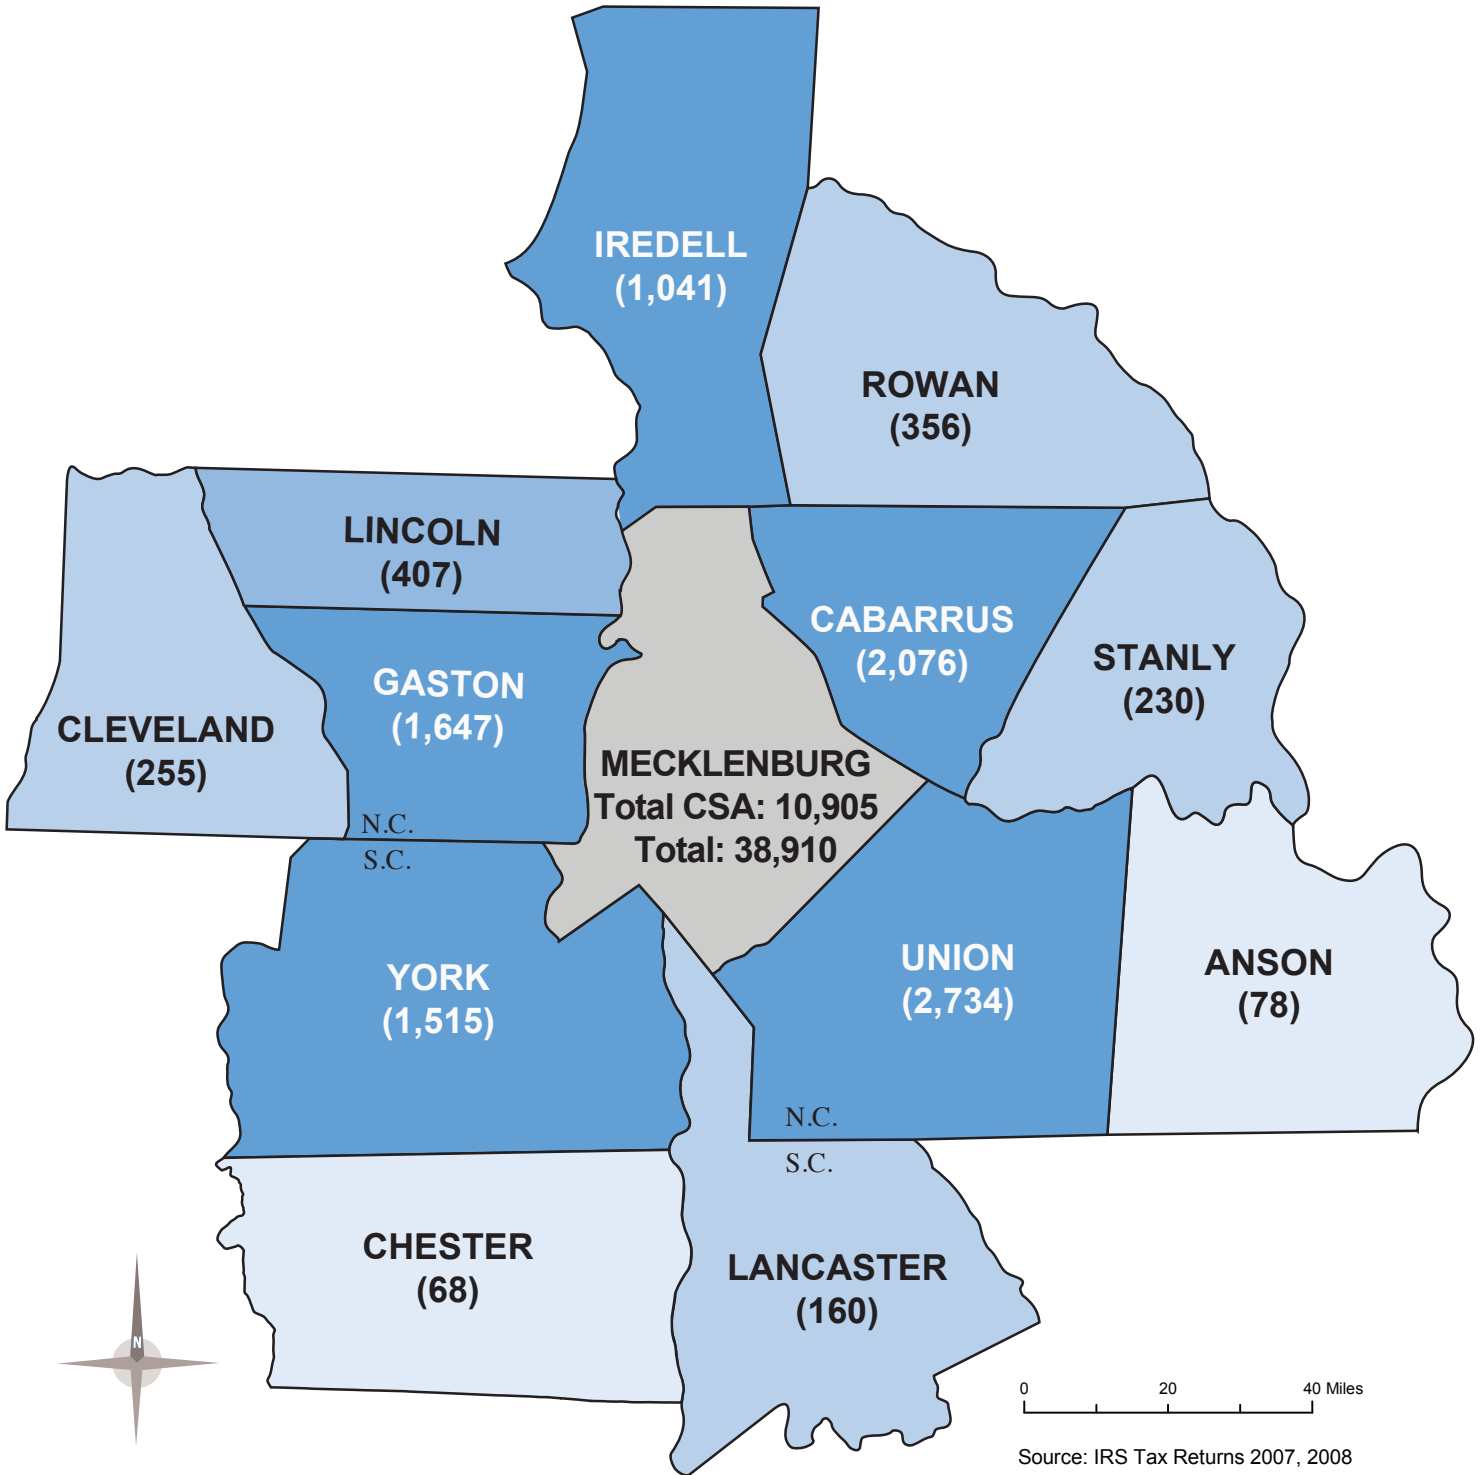 IREDELL
(1,041)
ROWAN
(356)
LINCOLN
(407)
CABARRUS
(2,076)
STANLY
(230)
GASTON
(1,647)
CLEVELAND
(255)
MECKLENBURG
Total CSA: 10,905
Total: 38,910
N.C.
S.C.
YORK
(1,515)
UNION
(2,734)
ANSON
(78)
N.C.
S.C.
CHESTER
(68)
LANCASTER
(160)
N
0 20 40 Miles
Source: IRS Tax Returns 2007, 2008